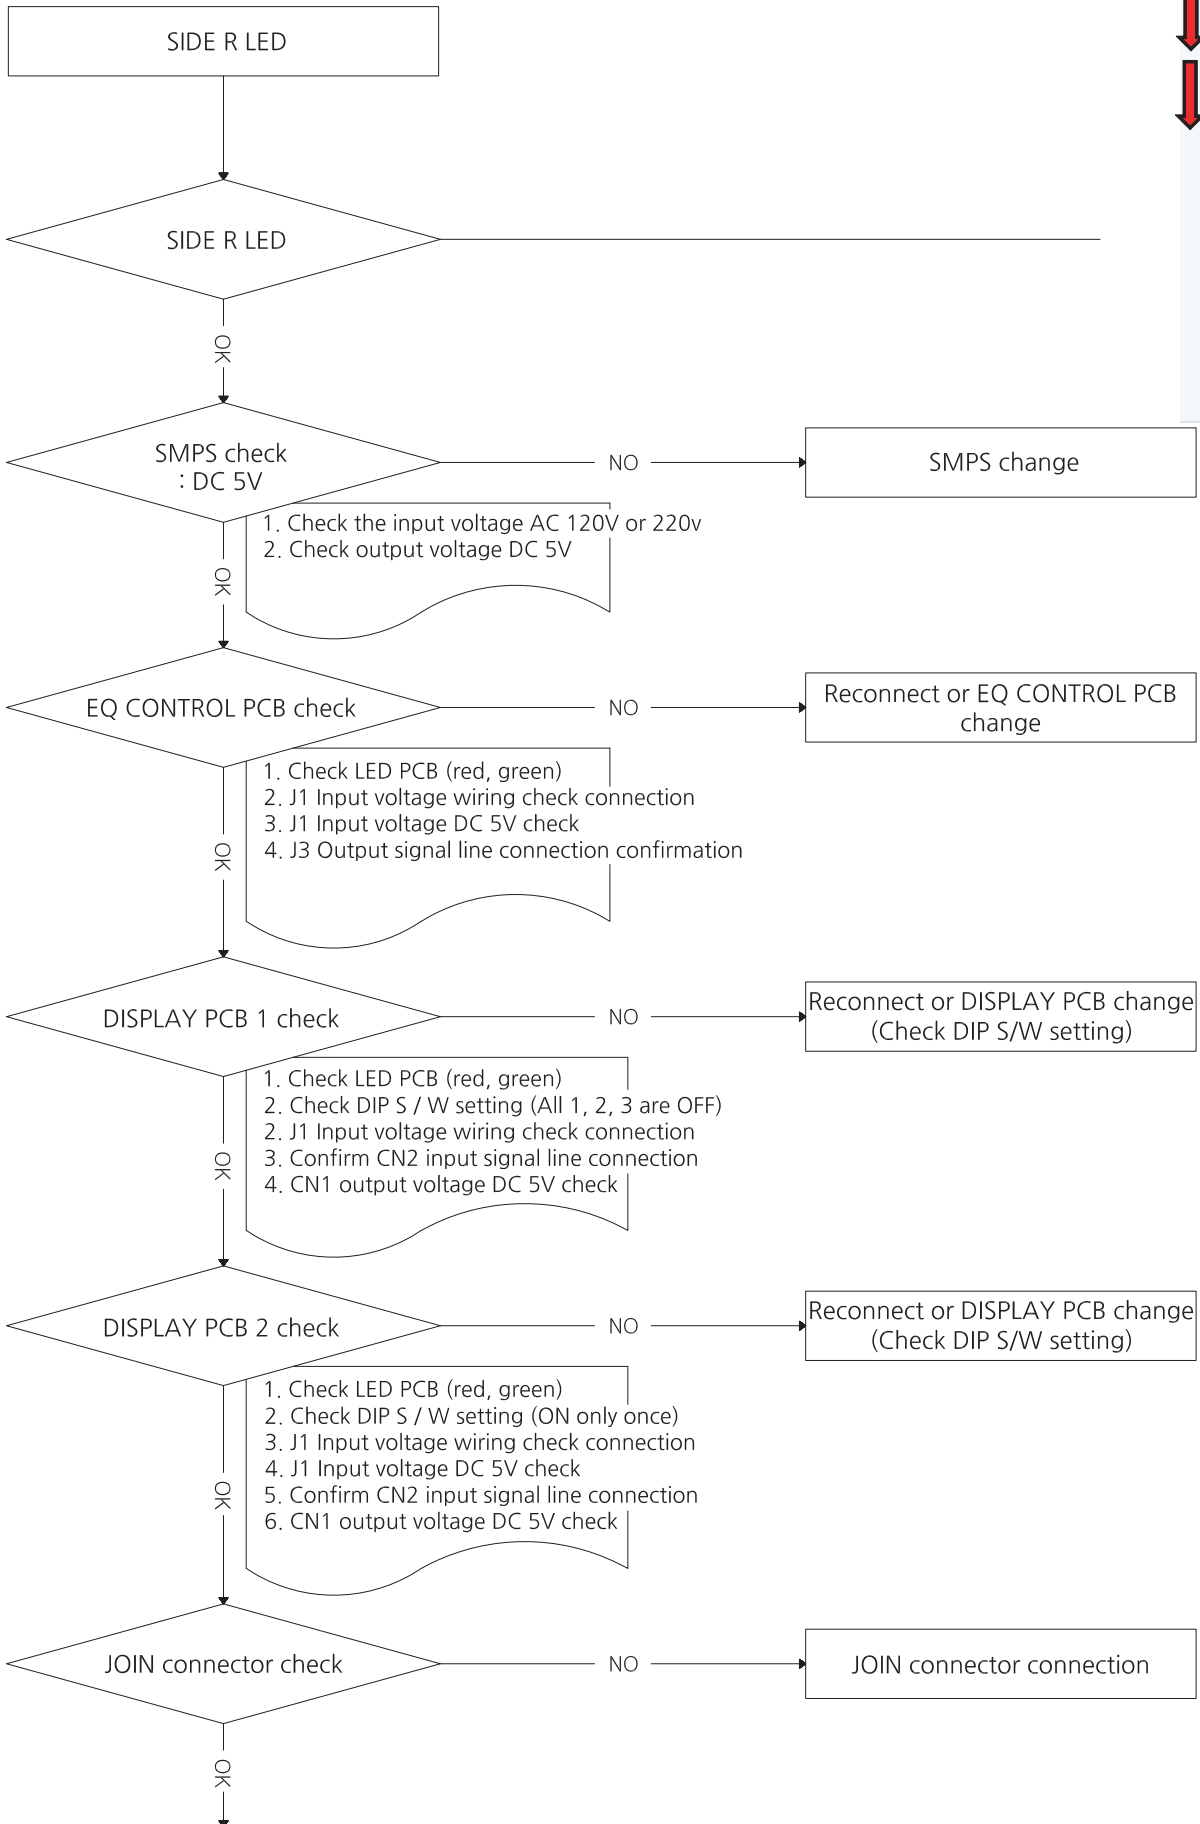 SIDE R LED
SIDE R LED
OK
SMPS check
: DC 5V
NO
SMPS change
1. Check the input voltage AC 120V or 220v
2. Check output voltage DC 5V
OK
EQ CONTROL PCB check
NO
Reconnect or EQ CONTROL PCB
change
1. Check LED PCB (red, green)
2. J1 Input voltage wiring check connection
3. J1 Input voltage DC 5V check
4. J3 Output signal line connection confirmation
OK
DISPLAY PCB 1 check
NO
Reconnect or DISPLAY PCB change
(Check DIP S/W setting)
1. Check LED PCB (red, green)
2. Check DIP S / W setting (All 1, 2, 3 are OFF)
2. J1 Input voltage wiring check connection
3. Confirm CN2 input signal line connection
4. CN1 output voltage DC 5V check
OK
DISPLAY PCB 2 check
NO
Reconnect or DISPLAY PCB change
(Check DIP S/W setting)
1. Check LED PCB (red, green)
2. Check DIP S / W setting (ON only once)
3. J1 Input voltage wiring check connection
4. J1 Input voltage DC 5V check
5. Confirm CN2 input signal line connection
6. CN1 output voltage DC 5V check
OK
JOIN connector check
NO
JOIN connector connection
OK